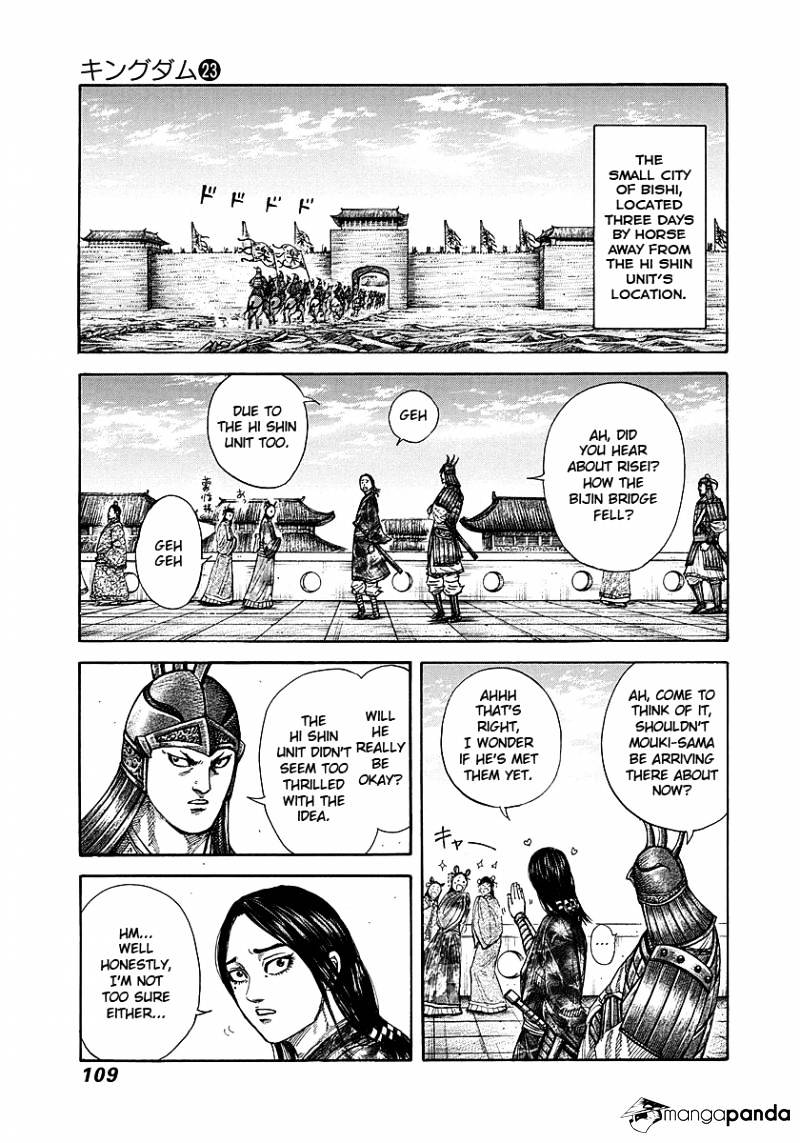 キングダム㉓
THE
SMALL CITY
OF BISHI,
LOCATED
THREE DAYS
BY HORSE
AWAY FROM
THE HI SHIN
UNIT'S
LOCATION.
ドドドド
AH, DID
YOU HEAR
ABOUT RISEI?
HOW THE
BIJIN BRIDGE
FELL?
GEH
DUE TO
THE HI SHIN
UNIT TOO.
GEH
GEH
AH, COME TO
THINK OF IT,
SHOULDN'T
MOUKI-SAMA
BE ARRIVING
THERE ABOUT
NOW?
AHHH
THAT'S
RIGHT,
I WONDER
IF HE'S MET
THEM YET.
キャー
...
WILL
HE
REALLY
BE
OKAY?
THE
HI SHIN
UNIT DIDN'T
SEEM TOO
THRILLED
WITH THE
IDEA.
HM...
WELL
HONESTLY,
I'M NOT
TOO SURE
EITHER...
109
mangapanda